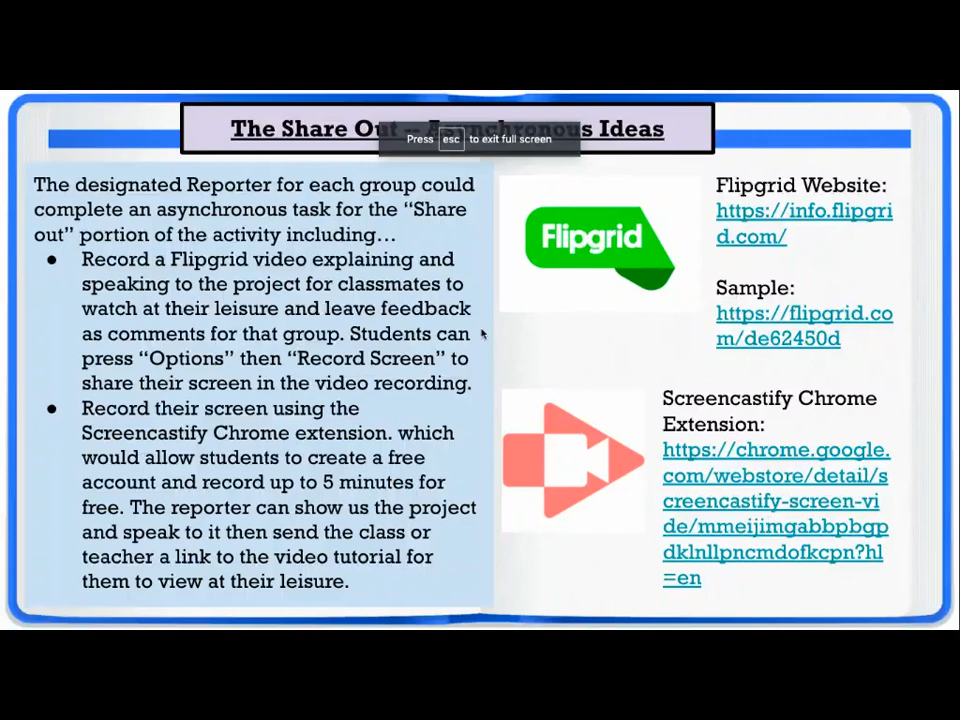 The Share Out -- Asynchronous Ideas
Press esc to exit full screen
The designated Reporter for each group could
complete an asynchronous task for the “Share
out” portion of the activity including…
● Record a Flipgrid video explaining and
speaking to the project for classmates to
watch at their leisure and leave feedback
as comments for that group. Students can
press “Options” then “Record Screen” to
share their screen in the video recording.
● Record their screen using the
Screencastify Chrome extension. which
would allow students to create a free
account and record up to 5 minutes for
free. The reporter can show us the project
and speak to it then send the class or
teacher a link to the video tutorial for
them to view at their leisure.
Flipgrid
Flipgrid Website:
https://info.flipgri
d.com/
Sample:
https://flipgrid.co
m/de62450d
Screencastify Chrome
Extension:
https://chrome.google.
com/webstore/detail/s
creencastify-screen-vi
de/mmeijimgabbpbgp
dklnllpncmdofkcpn?hl
=en